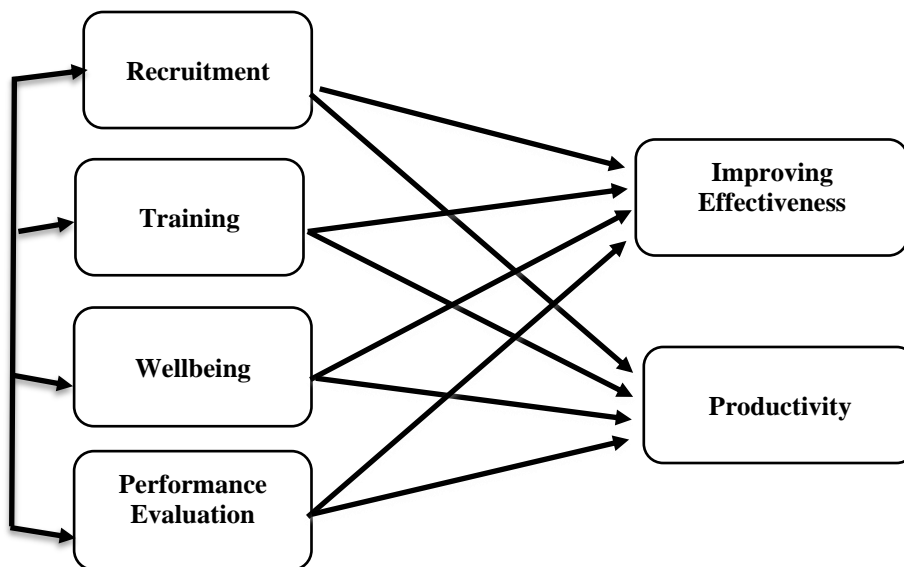 Recruitment
Training
Wellbeing
Performance
Evaluation
Improving
Effectiveness
Productivity